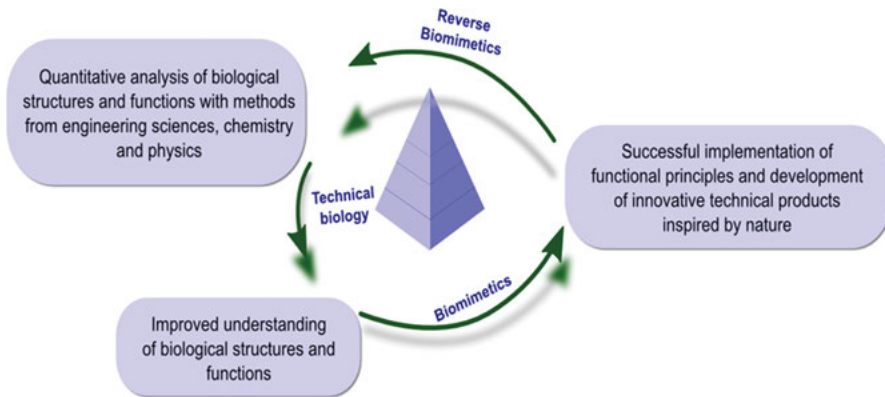 Reverse
Biomimetics
Quantitative analysis of biological
structures and functions with methods
from engineering sciences, chemistry
and physics
Successful implementation of
functional principles and development
of innovative technical products
inspired by nature
Technical
biology
Biomimetics
Improved understanding
of biological structures and
functions